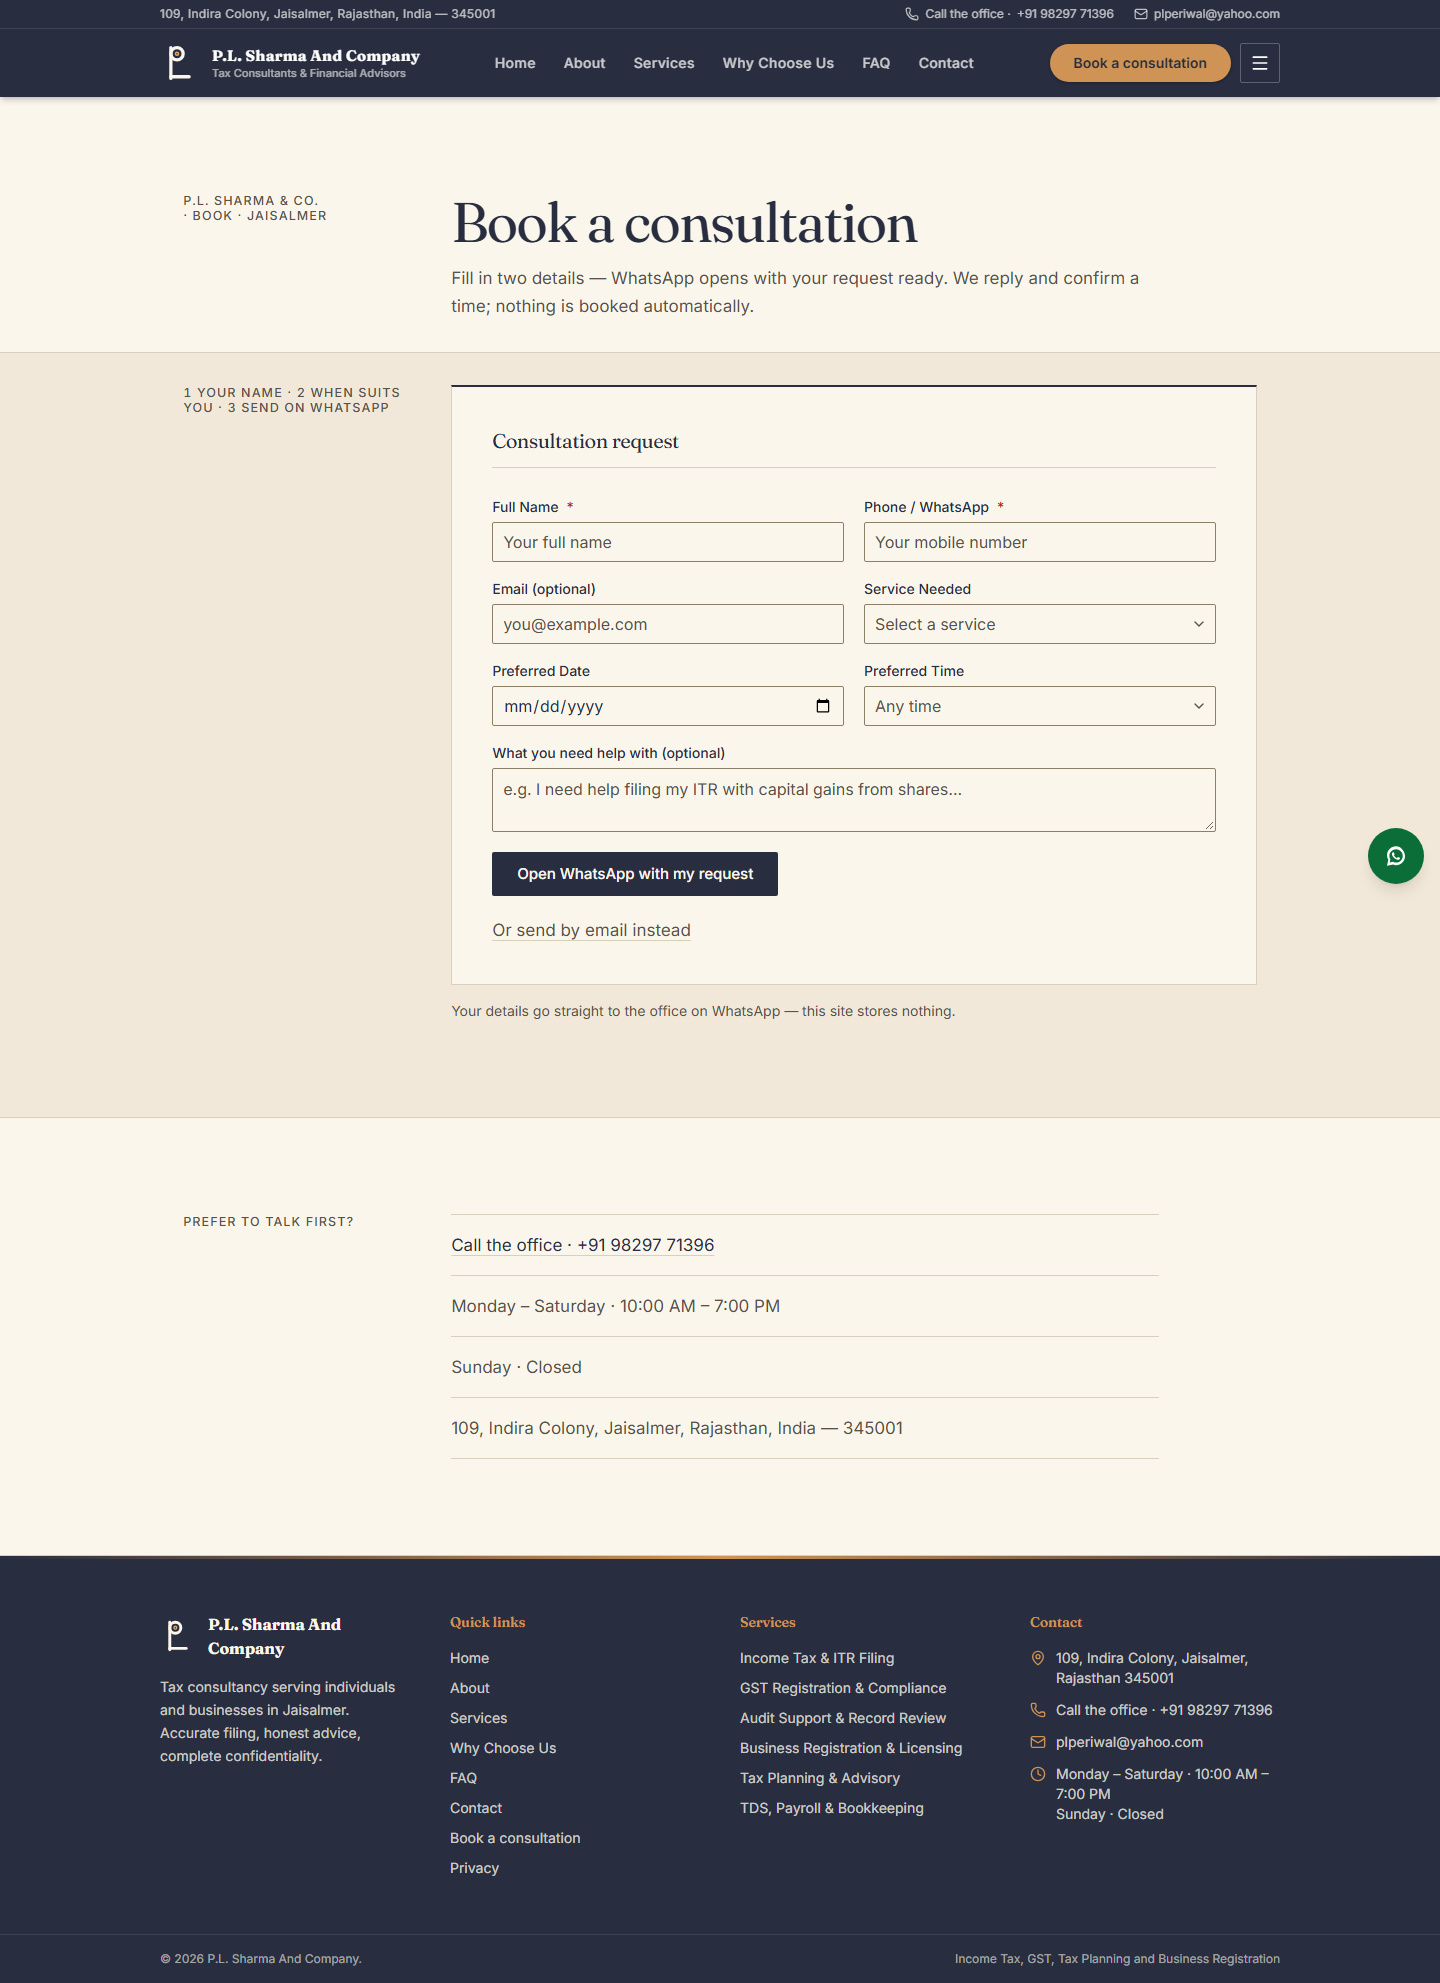 109, Indira Colony, Jaisalmer, Rajasthan, India — 345001
Call the office · +91 98297 71396
plperiwal@yahoo.com
P.L. Sharma And Company
Tax Consultants & Financial Advisors
Home
About
Services
Why Choose Us
FAQ
Contact
Book a consultation
P.L. SHARMA & CO.
· BOOK · JAISALMER
Book a consultation
Fill in two details — WhatsApp opens with your request ready. We reply and confirm a
time; nothing is booked automatically.
1 YOUR NAME · 2 WHEN SUITS
YOU · 3 SEND ON WHATSAPP
Consultation request
Full Name *
Your full name
Phone / WhatsApp *
Your mobile number
Email (optional)
you@example.com
Service Needed
Select a service
Preferred Date
mm/dd/yyyy
Preferred Time
Any time
What you need help with (optional)
e.g. I need help filing my ITR with capital gains from shares...
Open WhatsApp with my request
Or send by email instead
Your details go straight to the office on WhatsApp — this site stores nothing.
PREFER TO TALK FIRST?
Call the office · +91 98297 71396
Monday – Saturday · 10:00 AM – 7:00 PM
Sunday · Closed
109, Indira Colony, Jaisalmer, Rajasthan, India — 345001
P.L. Sharma And
Company
Tax consultancy serving individuals
and businesses in Jaisalmer.
Accurate filing, honest advice,
complete confidentiality.
Quick links
Home
About
Services
Why Choose Us
FAQ
Contact
Book a consultation
Privacy
Services
Income Tax & ITR Filing
GST Registration & Compliance
Audit Support & Record Review
Business Registration & Licensing
Tax Planning & Advisory
TDS, Payroll & Bookkeeping
Contact
109, Indira Colony, Jaisalmer,
Rajasthan 345001
Call the office · +91 98297 71396
plperiwal@yahoo.com
Monday – Saturday · 10:00 AM –
7:00 PM
Sunday · Closed
© 2026 P.L. Sharma And Company.
Income Tax, GST, Tax Planning and Business Registration